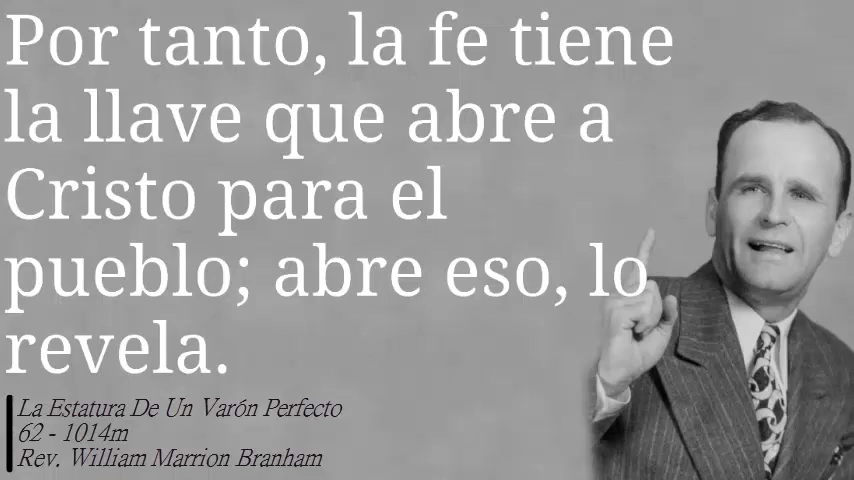 Por tanto, la fe tiene
la llave que abre a
Cristo para el
pueblo; abre eso, lo
revela.
La Estatura De Un Varón Perfecto
62 - 1014m
Rev. William Marrion Branham